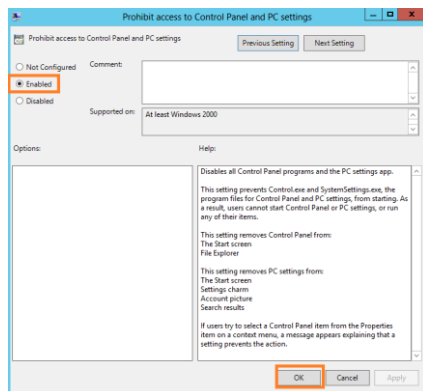 Prohibit access to Control Panel and PC settings
Prohibit access to Control Panel and PC settings
Previous Setting
Next Setting
Not Configured
Comment:
Enabled
Disabled
Supported on:
At least Windows 2000
Options:
Help:
Disables all Control Panel programs and the PC settings app.
This setting prevents Control.exe and SystemSettings.exe, the
program files for Control Panel and PC settings, from starting. As
a result, users cannot start Control Panel or PC settings, or run
any of their items.
This setting removes Control Panel from:
The Start screen
File Explorer
This setting removes PC settings from:
The Start screen
Settings charm
Account picture
Search results
If users try to select a Control Panel item from the Properties
item on a context menu, a message appears explaining that a
setting prevents the action.
OK
Cancel
Apply